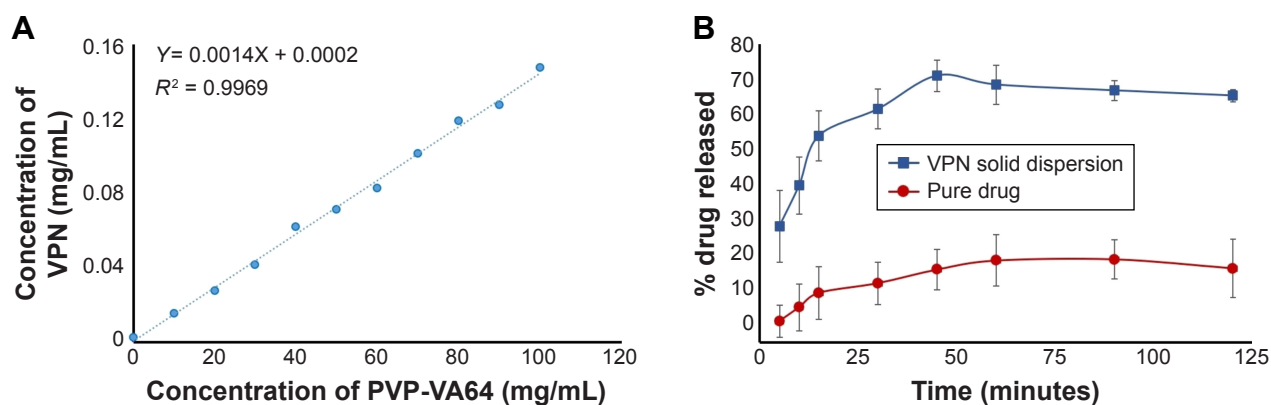 A
Y= 0.0014X + 0.0002
R² = 0.9969
Concentration of
VPN (mg/mL)
0.16
0.12
0.08
0.04
0
0 20 40 60 80 100 120
Concentration of PVP-VA64 (mg/mL)
B
% drug released
80
70
60
50
40
30
20
10
0
VPN solid dispersion
Pure drug
0 25 50 75 100 125
Time (minutes)